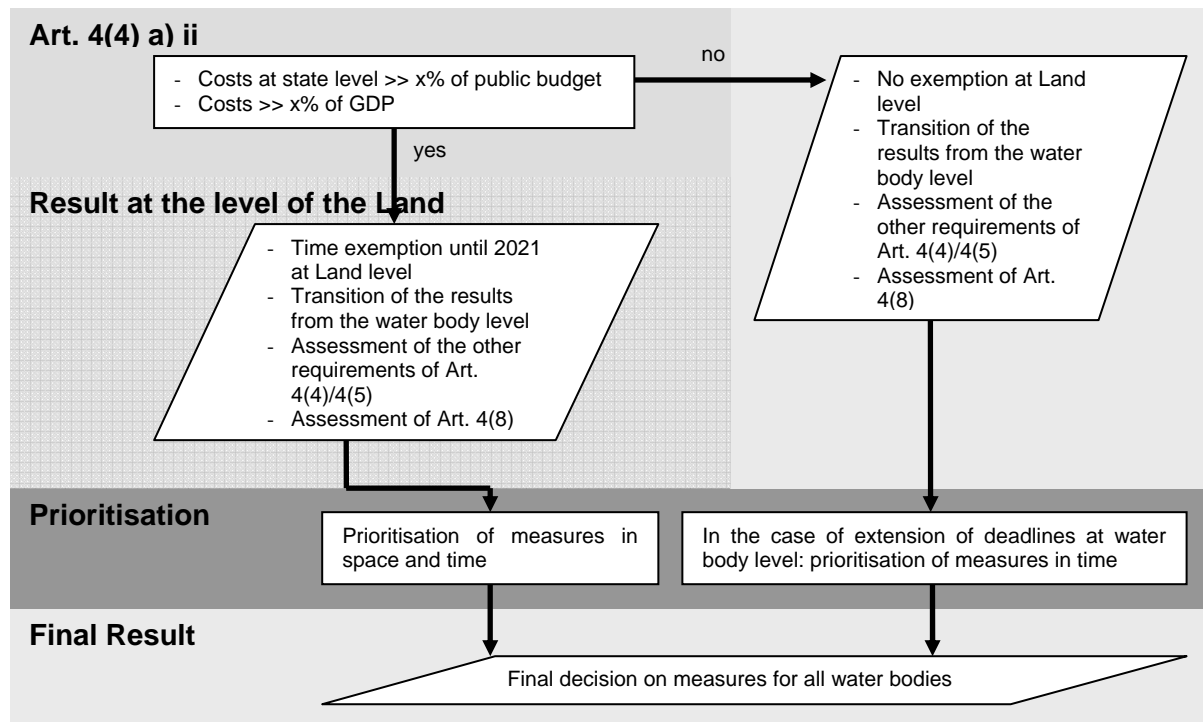 Art. 4(4) a) ii
- Costs at state level >> x% of public budget
- Costs >> x% of GDP
no
yes
- No exemption at Land
level
- Transition of the
results from the water
body level
- Assessment of the
other requirements of
Art. 4(4)/4(5)
- Assessment of Art.
4(8)
Result at the level of the Land
- Time exemption until 2021
at Land level
- Transition of the results
from the water body level
- Assessment of the other
requirements of Art.
4(4)/4(5)
- Assessment of Art. 4(8)
Prioritisation
Prioritisation of measures in
space and time
In the case of extension of deadlines at water
body level: prioritisation of measures in time
Final Result
Final decision on measures for all water bodies